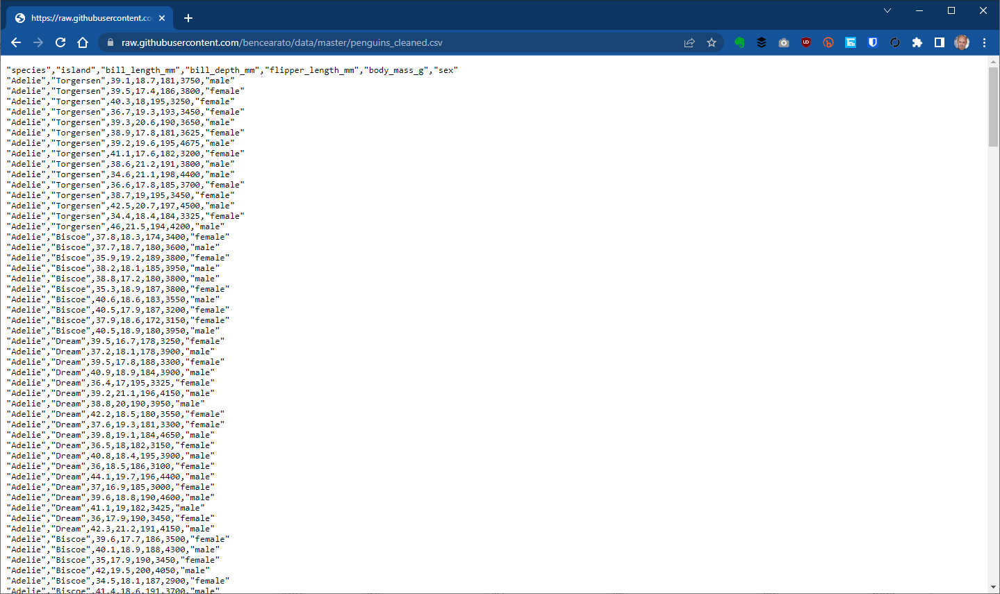 https://raw.githubusercontent.co
raw.githubusercontent.com/bencearato/data/master/penguins_cleaned.csv
"species","island","bill_length_mm","bill_depth_mm","flipper_length_mm","body_mass_g","sex"
"Adelie","Torgersen",39.1,18.7,181,3750,"male"
"Adelie","Torgersen",39.5,17.4,186,3800,"female"
"Adelie","Torgersen",40.3,18,195,3250,"female"
"Adelie","Torgersen",36.7,19.3,193,3450,"female"
"Adelie","Torgersen",39.3,20.6,190,3650,"male"
"Adelie","Torgersen",38.9,17.8,181,3625,"female"
"Adelie","Torgersen",39.2,19.6,195,4675,"male"
"Adelie","Torgersen",41.1,17.6,182,3200,"female"
"Adelie","Torgersen",38.6,21.2,191,3800,"male"
"Adelie","Torgersen",34.6,21.1,198,4400,"male"
"Adelie","Torgersen",36.6,17.8,185,3700,"female"
"Adelie","Torgersen",38.7,19,195,3450,"female"
"Adelie","Torgersen",42.5,20.7,197,4500,"male"
"Adelie","Torgersen",34.4,18.4,184,3325,"female"
"Adelie","Torgersen",46,21.5,194,4200,"male"
"Adelie","Biscoe",37.8,18.3,174,3400,"female"
"Adelie","Biscoe",37.7,18.7,180,3600,"male"
"Adelie","Biscoe",35.9,19.2,189,3800,"female"
"Adelie","Biscoe",38.2,18.1,185,3950,"male"
"Adelie","Biscoe",38.8,17.2,180,3800,"male"
"Adelie","Biscoe",35.3,18.9,187,3800,"female"
"Adelie","Biscoe",40.6,18.6,183,3550,"male"
"Adelie","Biscoe",40.5,17.9,187,3200,"female"
"Adelie","Biscoe",37.9,18.6,172,3150,"female"
"Adelie","Biscoe",40.5,18.9,180,3950,"male"
"Adelie","Dream",39.5,16.7,178,3250,"female"
"Adelie","Dream",37.2,18.1,178,3900,"male"
"Adelie","Dream",39.5,17.8,188,3300,"female"
"Adelie","Dream",40.9,18.9,184,3900,"male"
"Adelie","Dream",36.4,17,195,3325,"female"
"Adelie","Dream",39.2,21.1,196,4150,"male"
"Adelie","Dream",38.8,20,190,3950,"male"
"Adelie","Dream",42.2,18.5,180,3550,"female"
"Adelie","Dream",37.6,19.3,181,3300,"female"
"Adelie","Dream",39.8,19.1,184,4650,"male"
"Adelie","Dream",36.5,18,182,3150,"female"
"Adelie","Dream",40.8,18.4,195,3900,"male"
"Adelie","Dream",36,18.5,186,3100,"female"
"Adelie","Dream",44.1,19.7,196,4400,"male"
"Adelie","Dream",37,16.9,185,3000,"female"
"Adelie","Dream",39.6,18.8,190,4600,"male"
"Adelie","Dream",41.1,19,182,3425,"male"
"Adelie","Dream",36,17.9,190,3450,"female"
"Adelie","Dream",42.3,21.2,191,4150,"male"
"Adelie","Biscoe",39.6,17.7,186,3500,"female"
"Adelie","Biscoe",40.1,18.9,188,4300,"male"
"Adelie","Biscoe",35,17.9,190,3450,"female"
"Adelie","Biscoe",42,19.5,200,4050,"male"
"Adelie","Biscoe",34.5,18.1,187,2900,"female"
"Adelie","Biscoe",41.4,18.6,191,3700,"male"